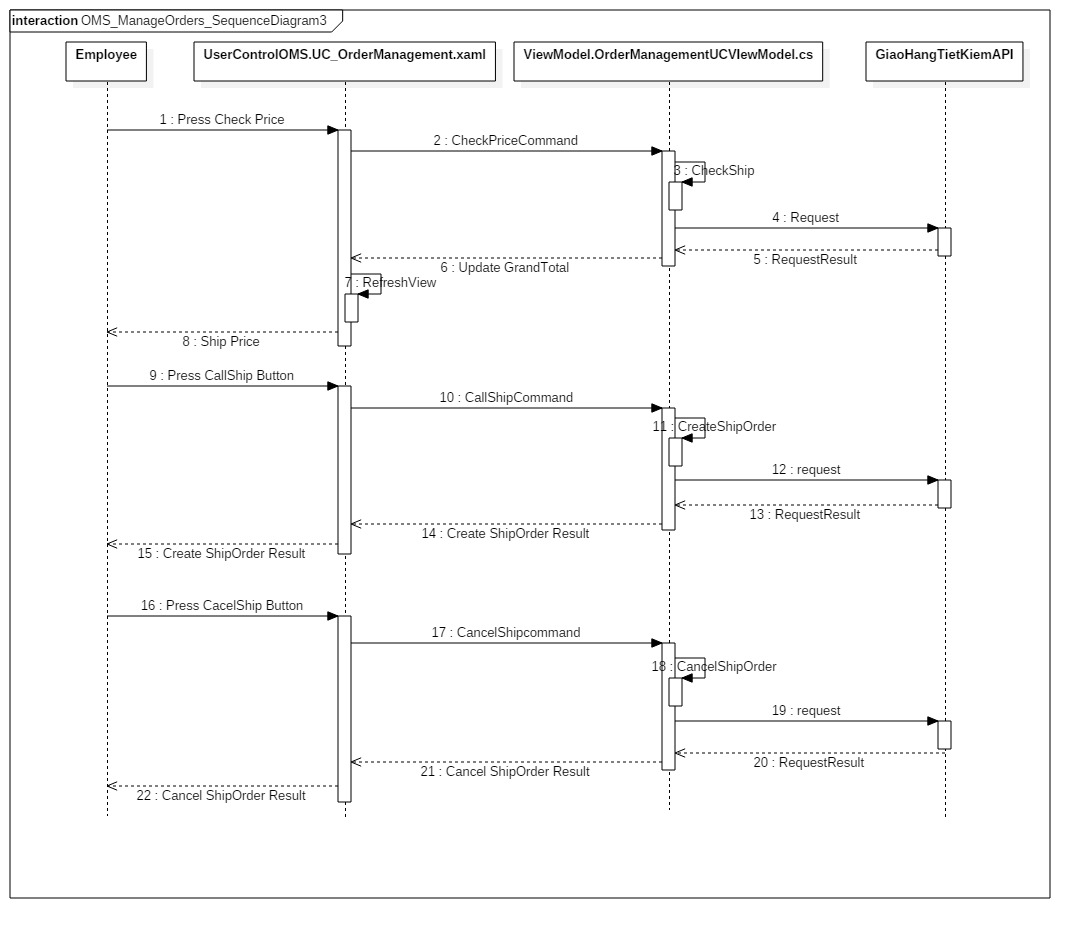 interaction OMS_ManageOrders_SequenceDiagram3
Employee
UserControlOMS.UC_OrderManagement.xaml
ViewModel.OrderManagementUCVIewModel.cs
GiaoHangTietKiemAPI
1 : Press Check Price
2 : CheckPriceCommand
3 : CheckShip
4 : Request
5 : RequestResult
6 : Update GrandTotal
7 : RefreshView
8 : Ship Price
9 : Press CallShip Button
10 : CallShipCommand
11 : CreateShipOrder
12 : request
13 : RequestResult
14 : Create ShipOrder Result
15 : Create ShipOrder Result
16 : Press CacelShip Button
17 : CancelShipcommand
18 : CancelShipOrder
19 : request
20 : RequestResult
21 : Cancel ShipOrder Result
22 : Cancel ShipOrder Result